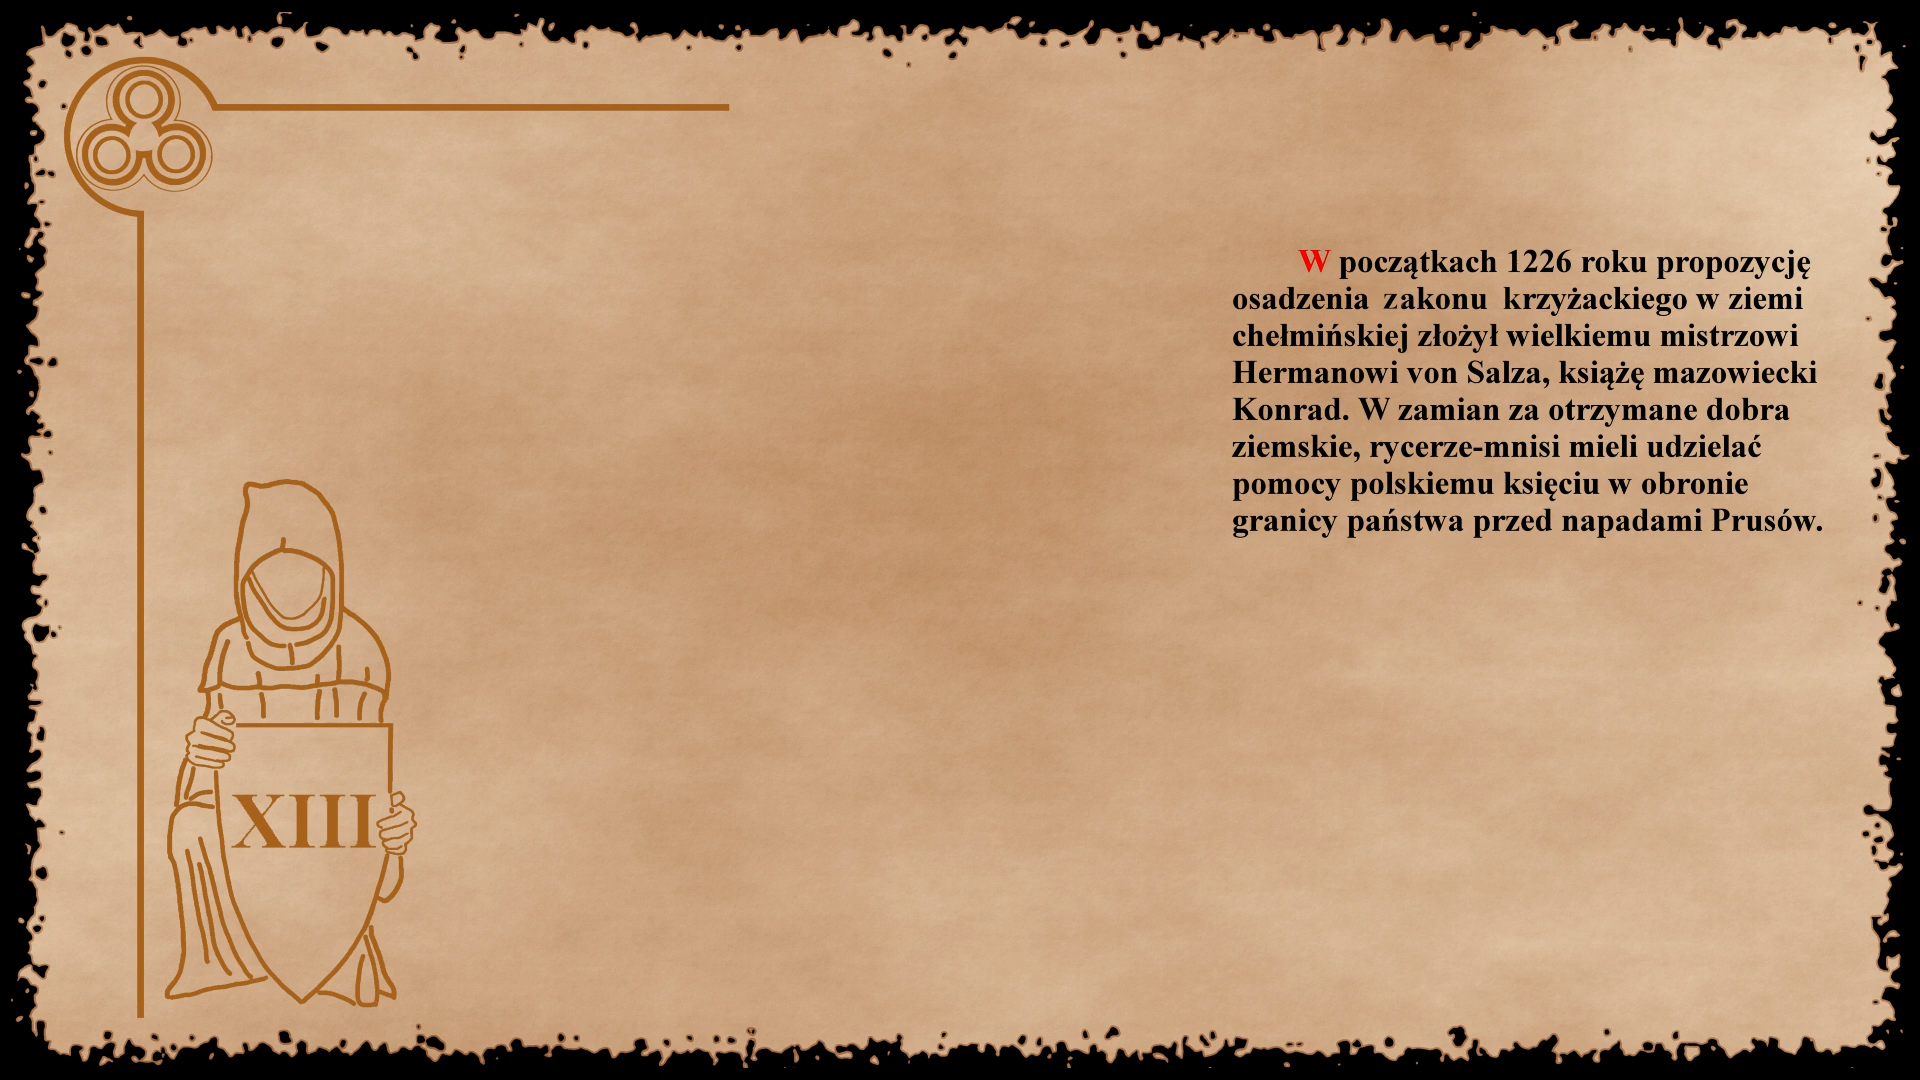 W początkach 1226 roku propozycję
osadzenia zakonu krzyżackiego w ziemi
chełmińskiej złożył wielkiemu mistrzowi
Hermanowi von Salza, książę mazowiecki
Konrad. W zamian za otrzymane dobra
ziemskie, rycerze-mnisi mieli udzielać
pomocy polskiemu księciu w obronie
granicy państwa przed napadami Prusów.
XIII